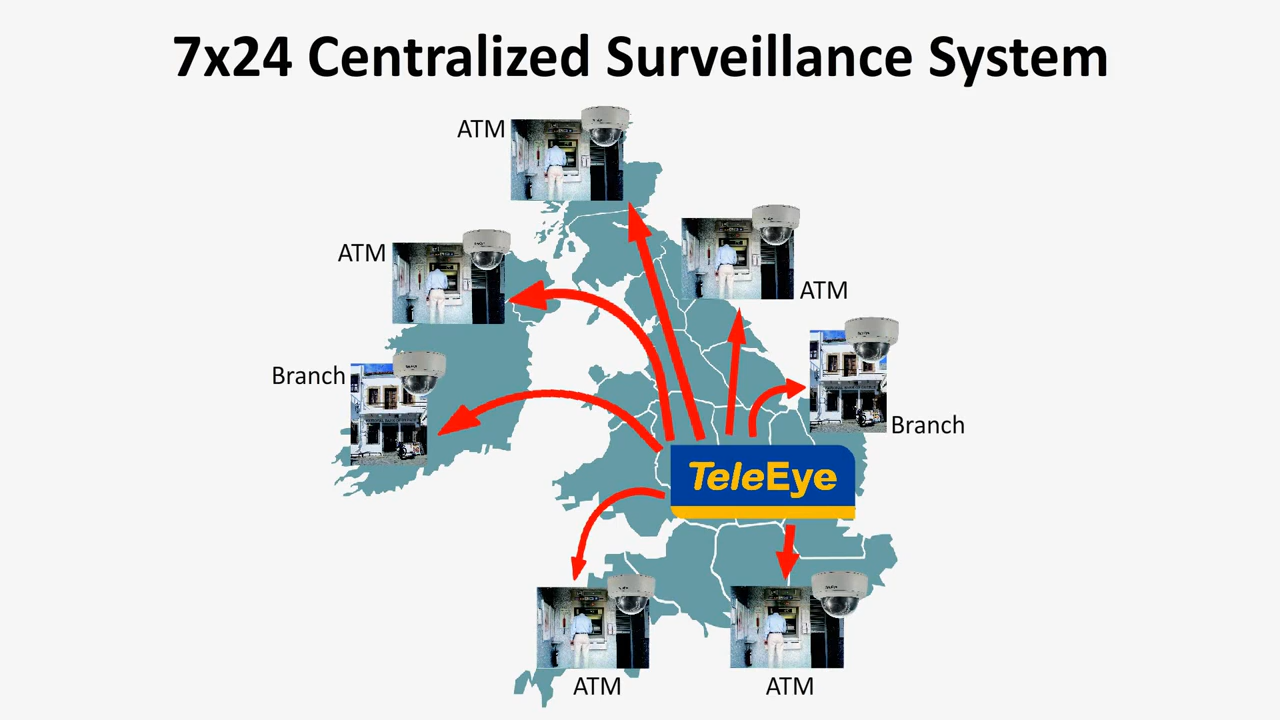 7x24 Centralized Surveillance System
ATM
ATM
ATM
Branch
Branch
TeleEye
ATM
ATM